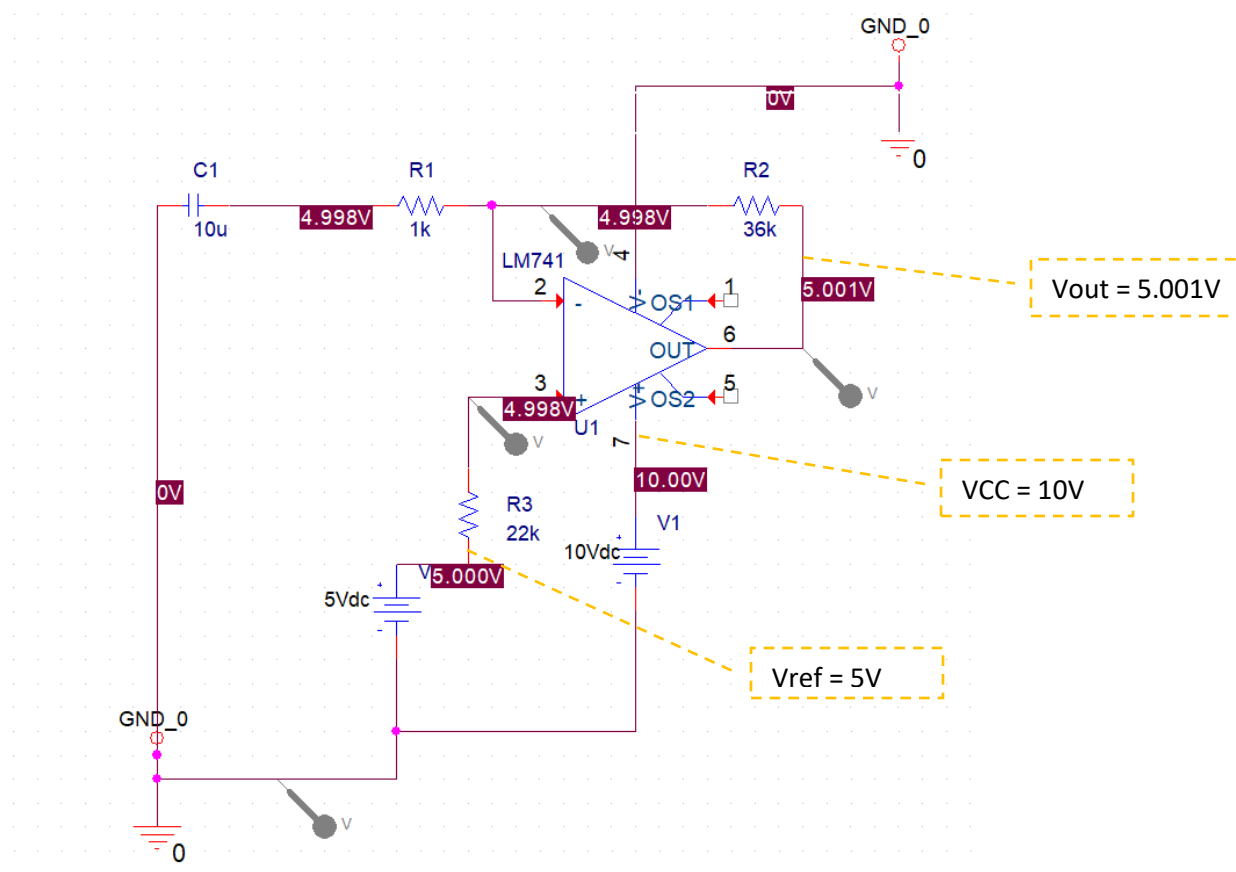 GND_0
0V
0
C1
R1
R2
4.998V
4.998V
10u
1k
36k
V
4
LM741
2
-
V-
OS1
1
5.001V
Vout = 5.001V
OUT
6
3
+
V+
OS2
5
4.998V
U1
V
V
7
10.00V
VCC = 10V
0V
R3
22k
V1
10Vdc
+
-
V
5.000V
+
5Vdc
-
Vref = 5V
GND_0
V
0